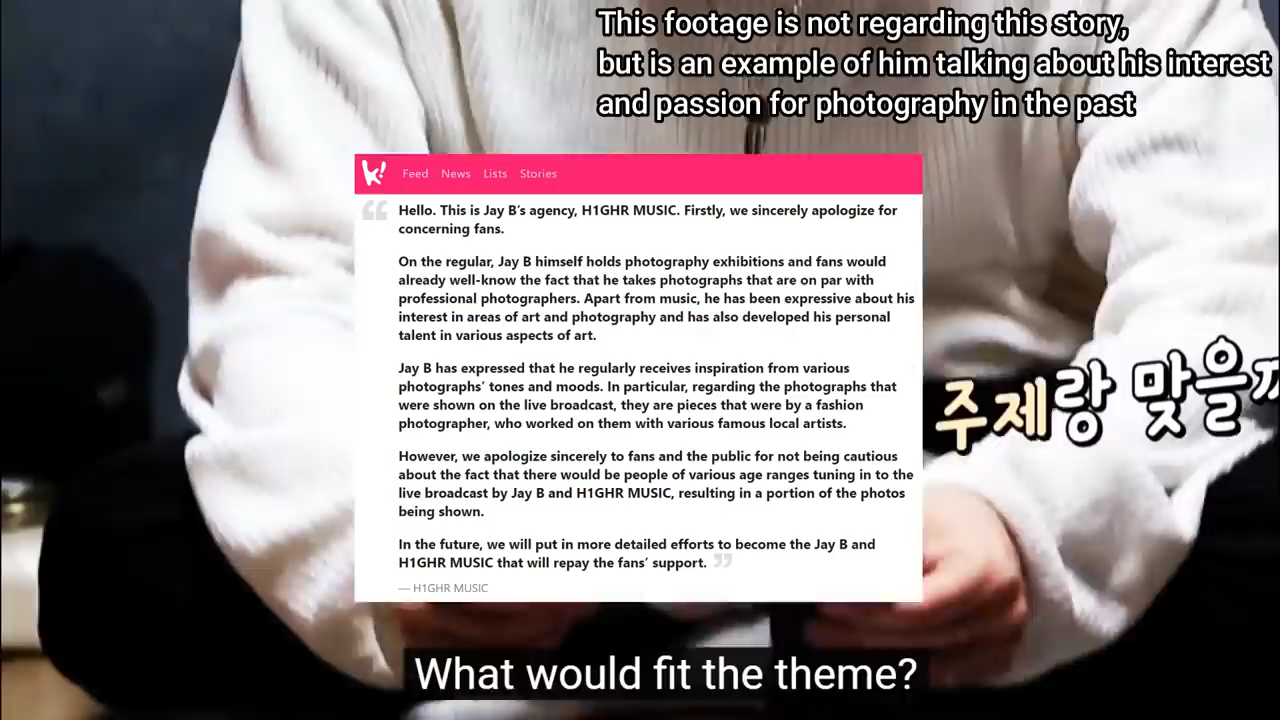 This footage is not regarding this story,
but is an example of him talking about his interest
and passion for photography in the past
k! Feed News Lists Stories
Hello. This is Jay B's agency, H1GHR MUSIC. Firstly, we sincerely apologize for
concerning fans.
On the regular, Jay B himself holds photography exhibitions and fans would
already well-know the fact that he takes photographs that are on par with
professional photographers. Apart from music, he has been expressive about his
interest in areas of art and photography and has also developed his personal
talent in various aspects of art.
Jay B has expressed that he regularly receives inspiration from various
photographs' tones and moods. In particular, regarding the photographs that
were shown on the live broadcast, they are pieces that were by a fashion
photographer, who worked on them with various famous local artists.
However, we apologize sincerely to fans and the public for not being cautious
about the fact that there would be people of various age ranges tuning in to the
live broadcast by Jay B and H1GHR MUSIC, resulting in a portion of the photos
being shown.
In the future, we will put in more detailed efforts to become the Jay B and
H1GHR MUSIC that will repay the fans' support.
— H1GHR MUSIC
주제랑 맞을
What would fit the theme?